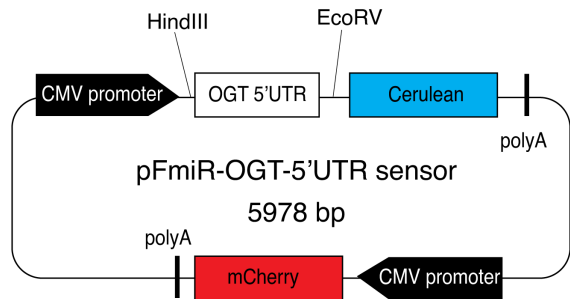 HindIII
EcoRV
CMV promoter
OGT 5'UTR
Cerulean
polyA
pFmiR-OGT-5'UTR sensor
5978 bp
polyA
mCherry
CMV promoter